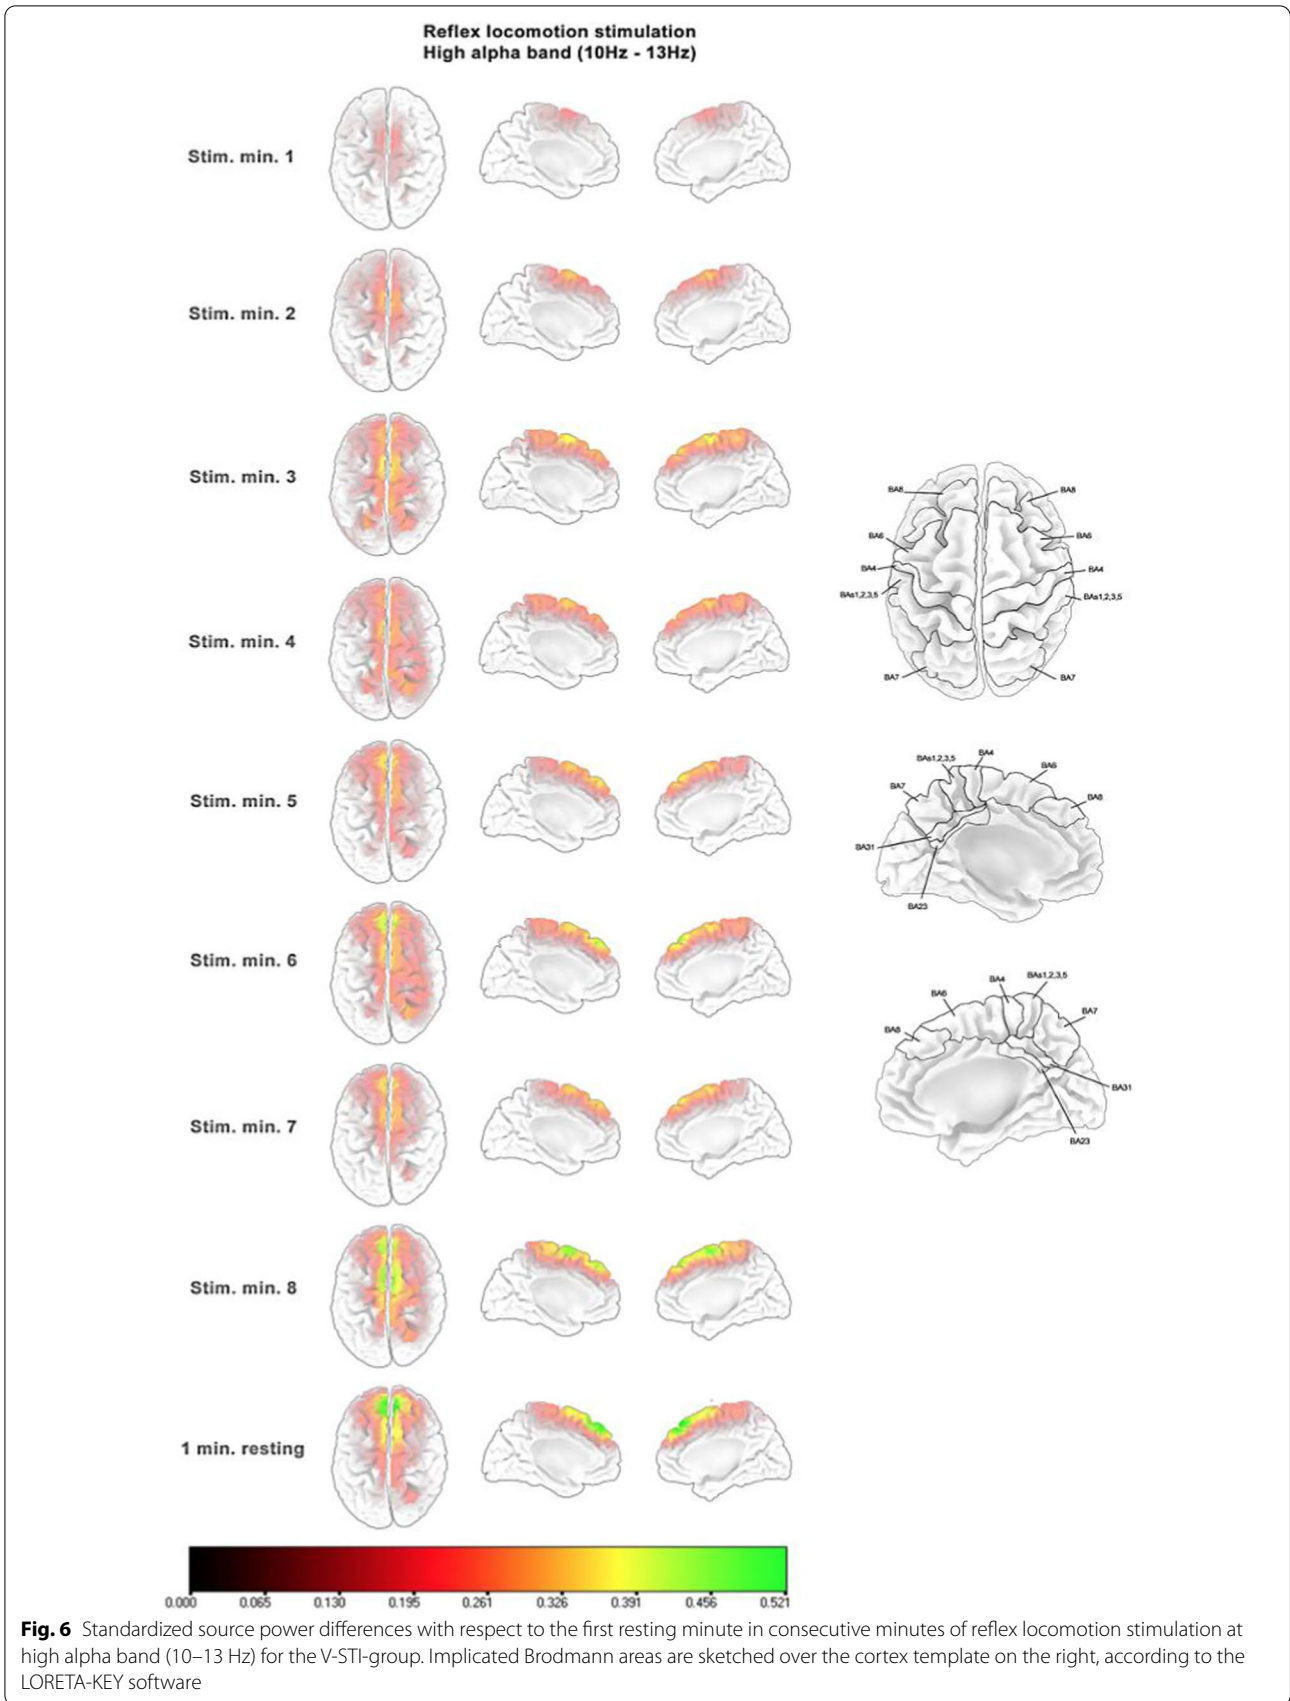 Reflex locomotion stimulation
High alpha band (10Hz - 13Hz)
Stim. min. 1
Stim. min. 2
Stim. min. 3
Stim. min. 4
Stim. min. 5
Stim. min. 6
Stim. min. 7
Stim. min. 8
1 min. resting
BA8
BA8
BA6
BA6
BA4
BA4
BAs1,2,3,5
BAs1,2,3,5
BA7
BA7
BAs1,2,3,5
BA4
BA6
BA7
BA8
BA31
BA23
BA4
BAs1,2,3,5
BA6
BA7
BA8
BA31
BA23
0.000 0.065 0.130 0.195 0.261 0.326 0.391 0.456 0.521
Fig. 6 Standardized source power differences with respect to the first resting minute in consecutive minutes of reflex locomotion stimulation at
high alpha band (10–13 Hz) for the V-STI-group. Implicated Brodmann areas are sketched over the cortex template on the right, according to the
LORETA-KEY software